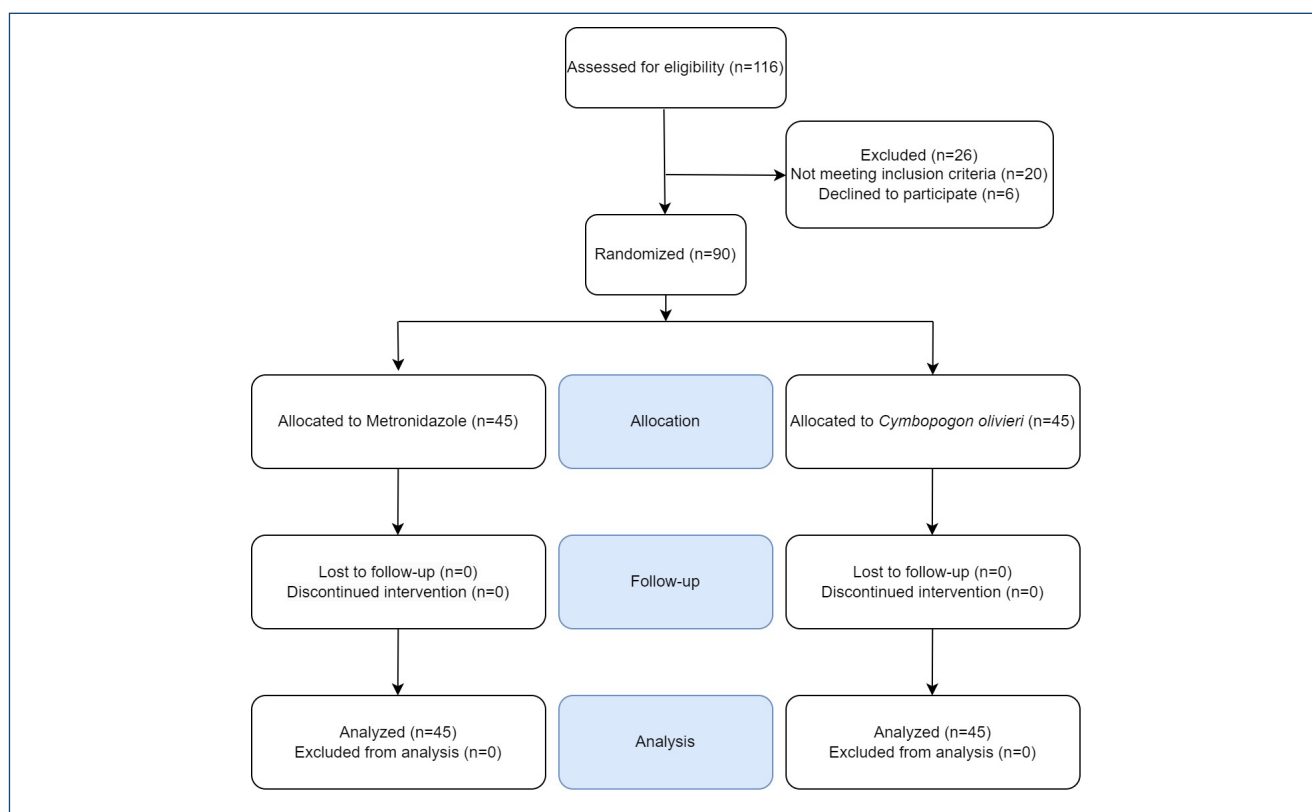 Assessed for eligibility (n=116)
Excluded (n=26)
Not meeting inclusion criteria (n=20)
Declined to participate (n=6)
Randomized (n=90)
Allocated to Metronidazole (n=45)
Allocation
Allocated to Cymbopogon olivieri (n=45)
Lost to follow-up (n=0)
Discontinued intervention (n=0)
Follow-up
Lost to follow-up (n=0)
Discontinued intervention (n=0)
Analyzed (n=45)
Excluded from analysis (n=0)
Analysis
Analyzed (n=45)
Excluded from analysis (n=0)